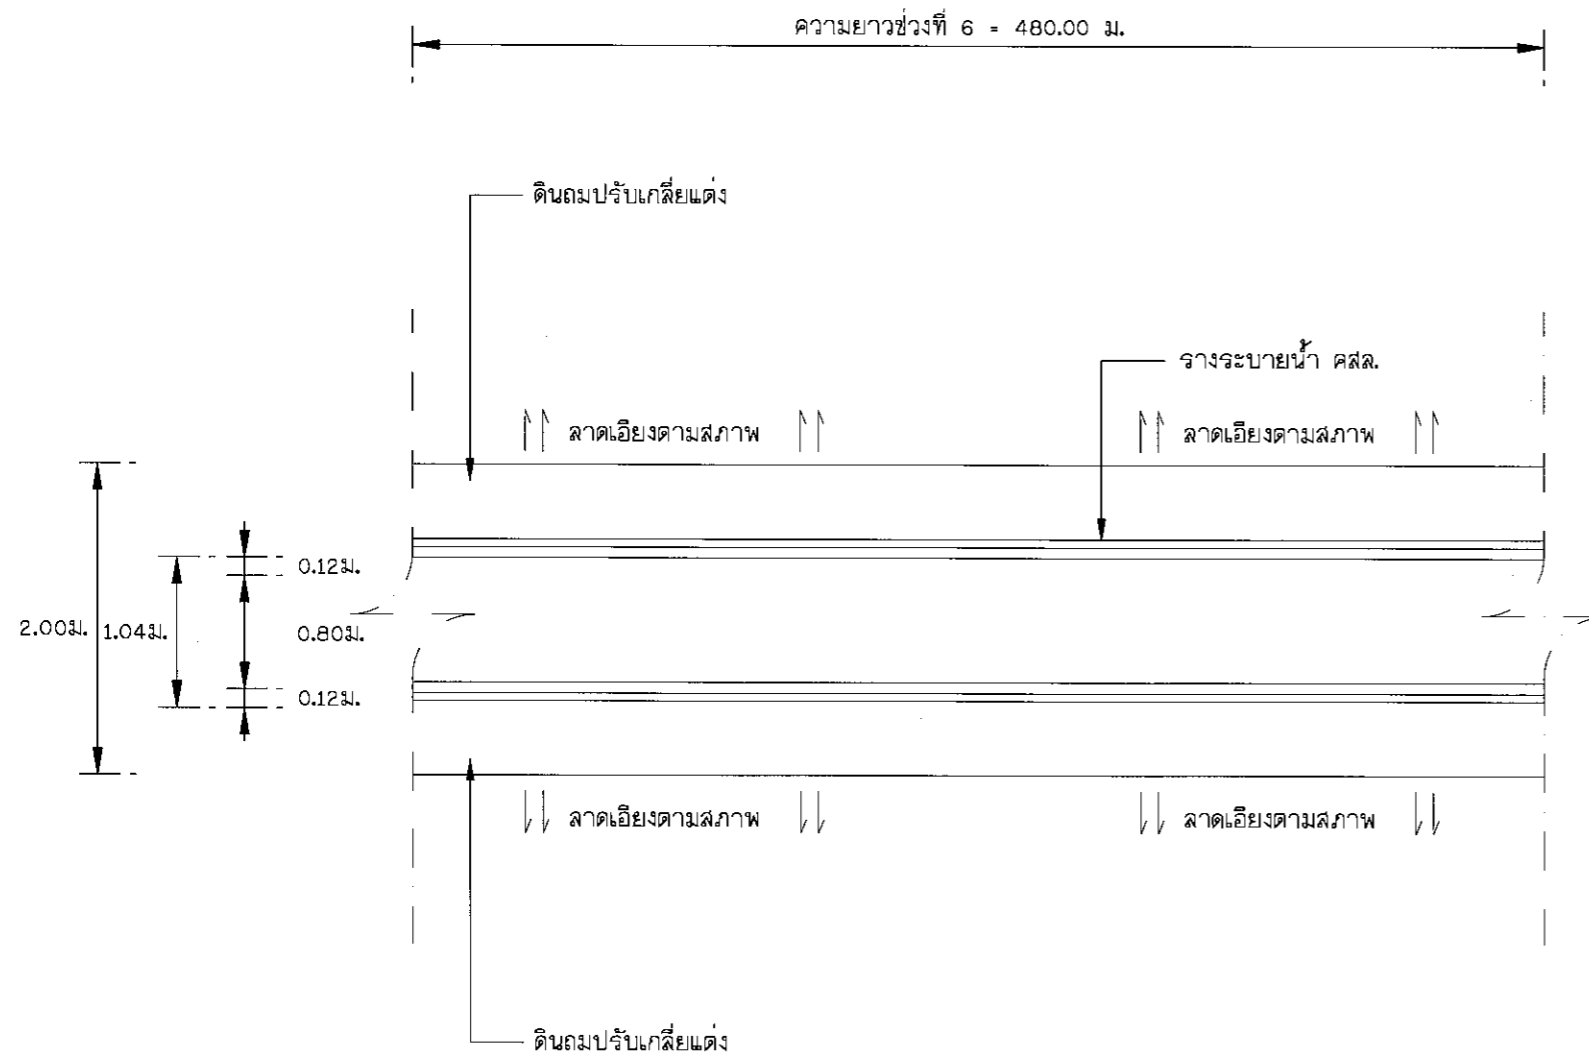 ความยาวช่วงที่ 6 = 480.00 ม.
ดินถมปรับเกลี่ยแต่ง
รางระบายน้ำ คสล.
ลาดเอียงตามสภาพ
ลาดเอียงตามสภาพ
0.12ม.
2.00ม.
1.04ม.
0.80ม.
0.12ม.
ลาดเอียงตามสภาพ
ลาดเอียงตามสภาพ
ดินถมปรับเกลี่ยแต่ง